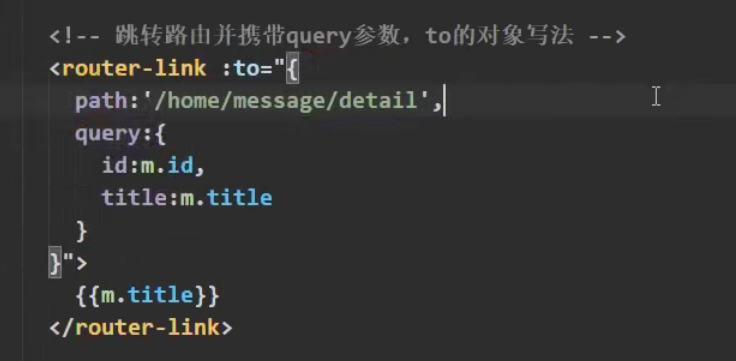 <!-- 跳转路由并携带query参数，to的对象写法 -->
<router-link :to="{
path:'/home/message/detail',
query:{
id:m.id,
title:m.title
}
}">
{{m.title}}
</router-link>